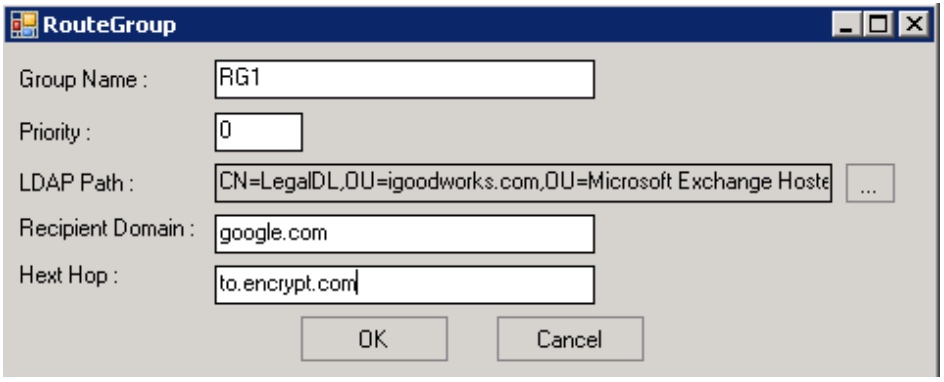 RouteGroup
Group Name : RG1
Priority : 0
LDAP Path : CN=LegalDL,OU=igoodworks.com,OU=Microsoft Exchange Hoste ...
Recipient Domain : google.com
Hext Hop : to.encrypt.com
OK Cancel